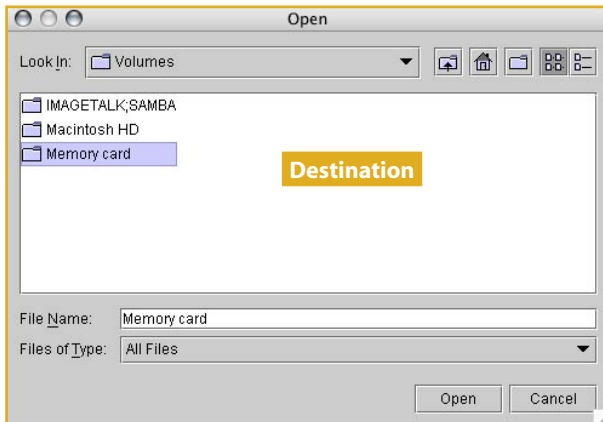 Open
Look In: Volumes
IMAGETALK;SAMBA
Macintosh HD
Memory card
Destination
File Name: Memory card
Files of Type: All Files
Open Cancel